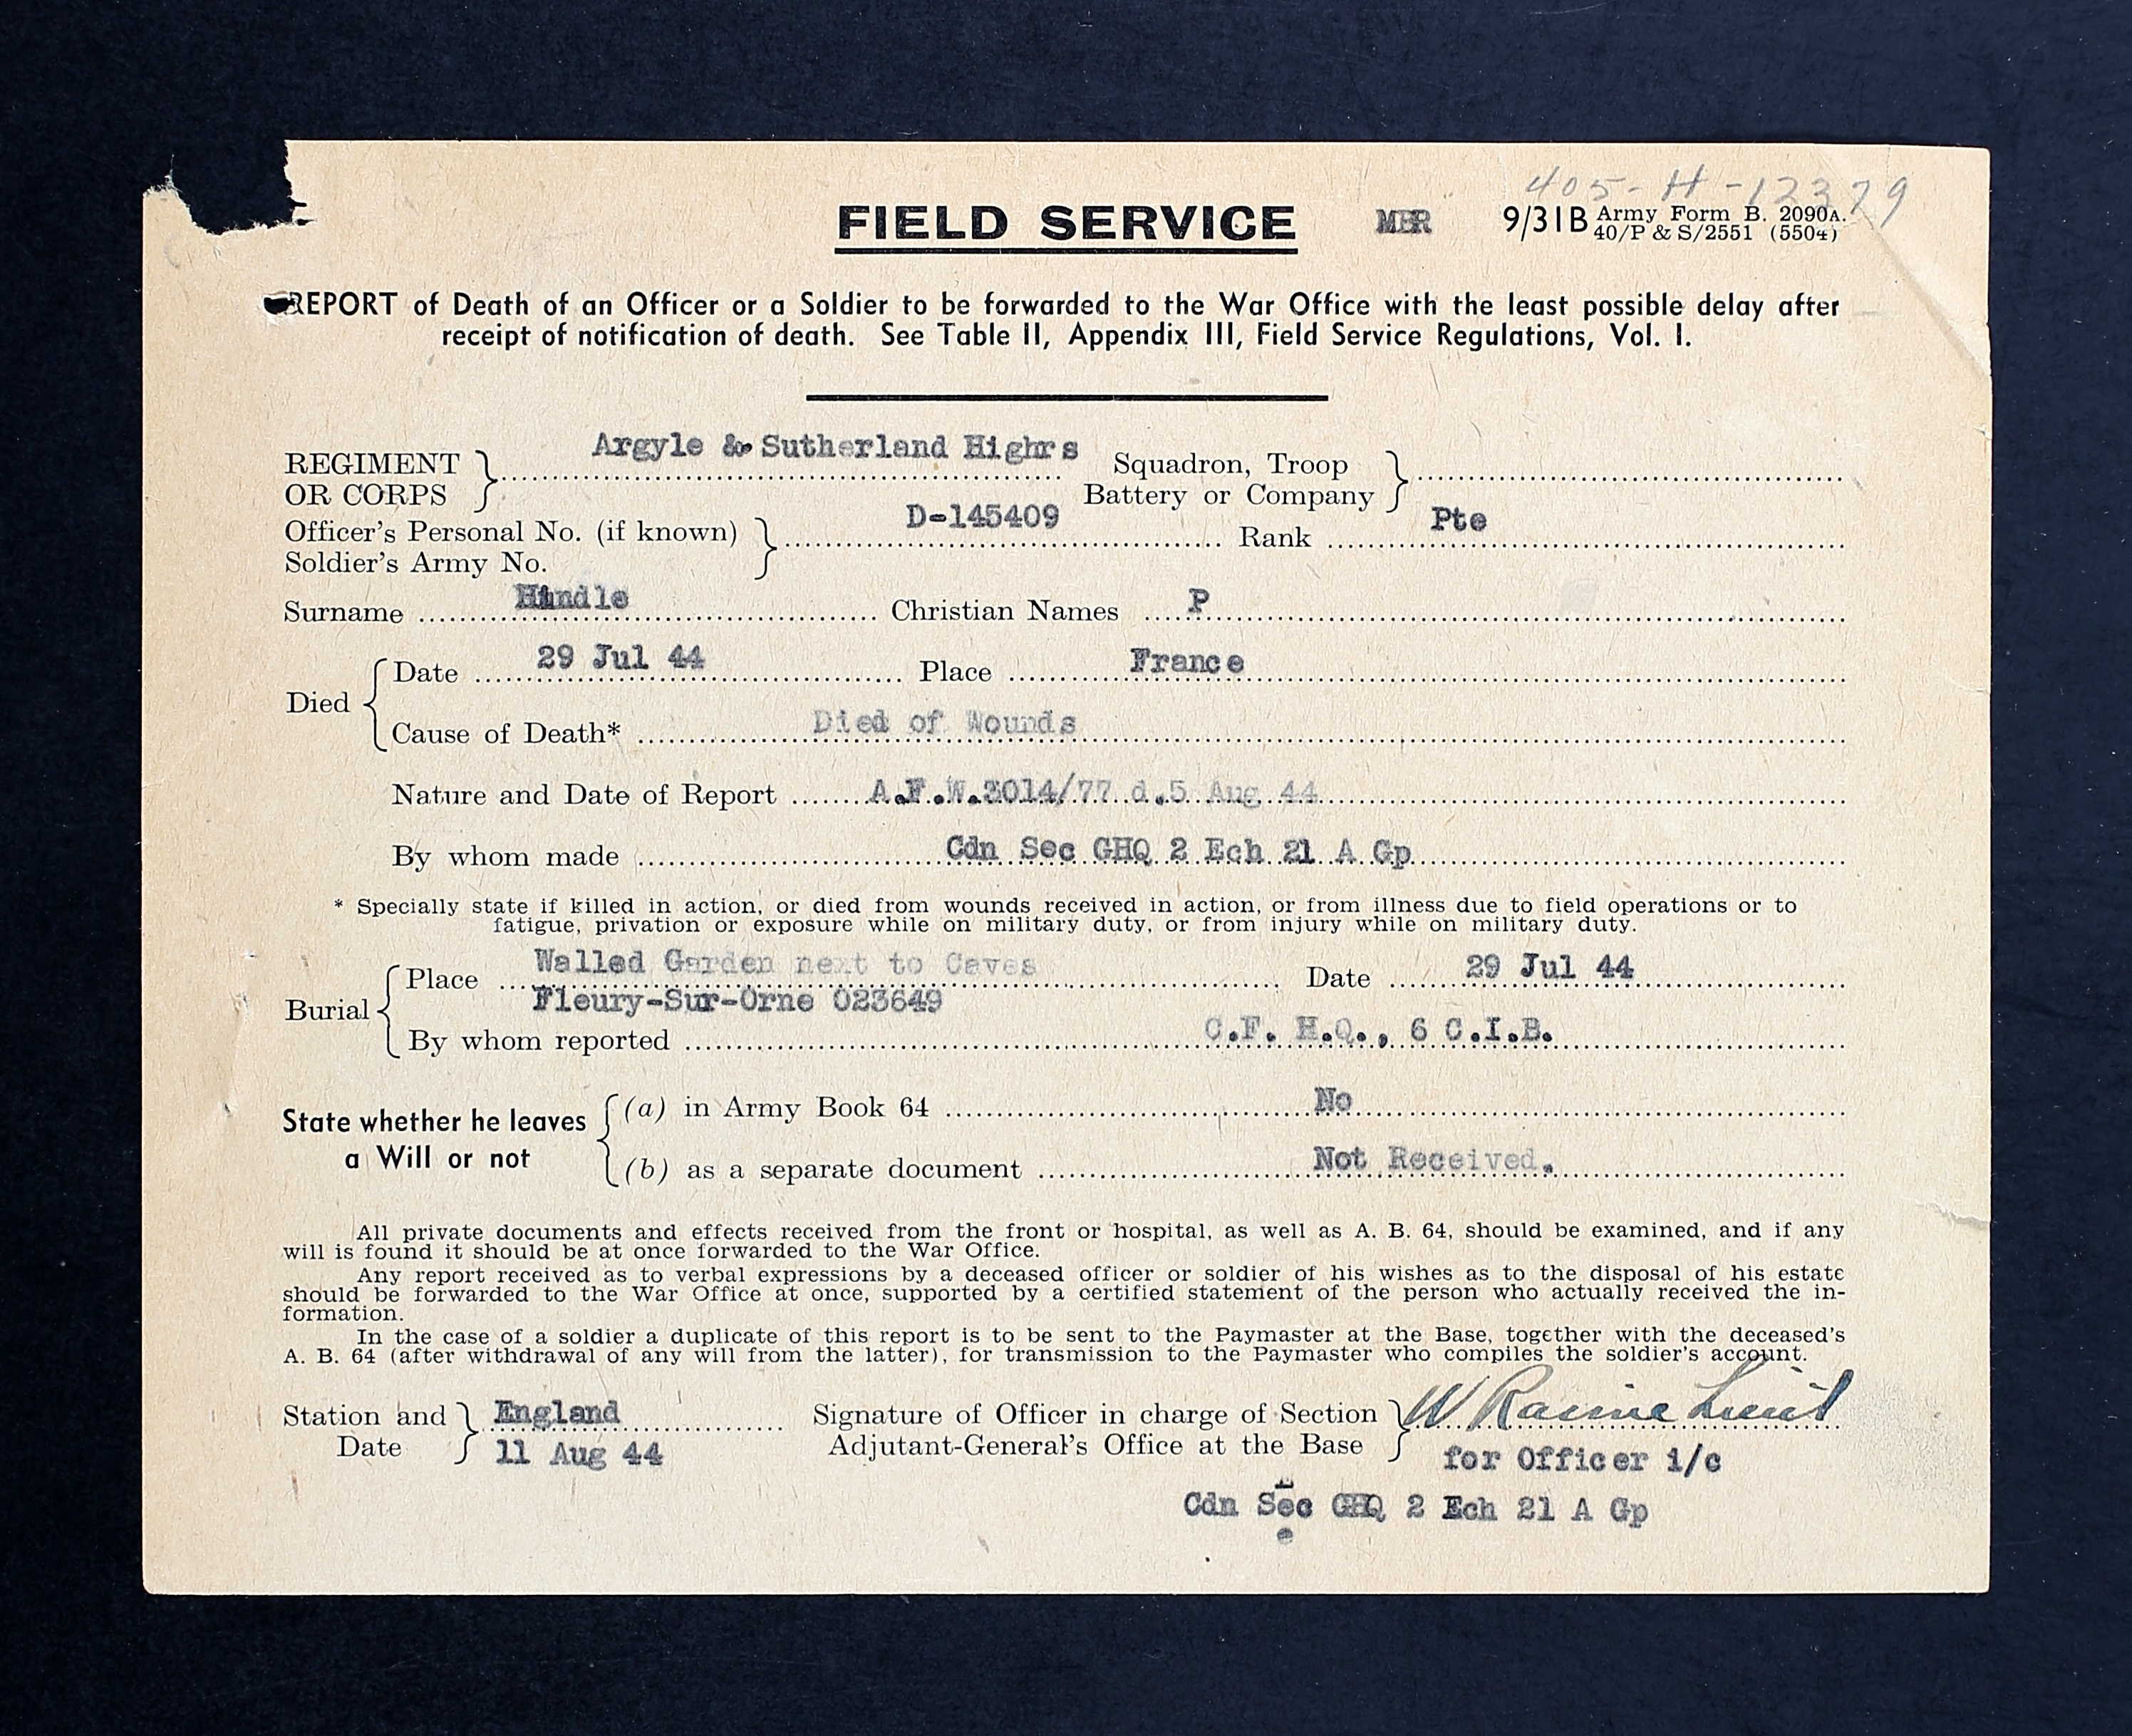 405-H-12379
FIELD SERVICE MBR 9/31B Army Form B. 2090A.
40/P & S/2551 (5504)
REPORT of Death of an Officer or a Soldier to be forwarded to the War Office with the least possible delay after
receipt of notification of death. See Table II, Appendix III, Field Service Regulations, Vol. I.
REGIMENT OR CORPS Argyle & Sutherland Highrs Squadron, Troop Battery or Company
Officer's Personal No. (if known) Soldier's Army No. D-145409 Rank Pte
Surname Hindle Christian Names P
Died Date 29 Jul 44 Place France
Cause of Death* Died of Wounds
Nature and Date of Report A.F.W.3014/77 d.5 Aug 44
By whom made Cdn Sec GHQ 2 Ech 21 A Gp
* Specially state if killed in action, or died from wounds received in action, or from illness due to field operations or to
fatigue, privation or exposure while on military duty, or from injury while on military duty.
Burial Place Walled Garden next to Caves Date 29 Jul 44
Fleury-Sur-Orne 023649
By whom reported C.F. H.Q., 6 C.I.B.
State whether he leaves a Will or not (a) in Army Book 64 No
(b) as a separate document Not Received.
All private documents and effects received from the front or hospital, as well as A. B. 64, should be examined, and if any
will is found it should be at once forwarded to the War Office.
Any report received as to verbal expressions by a deceased officer or soldier of his wishes as to the disposal of his estate
should be forwarded to the War Office at once, supported by a certified statement of the person who actually received the in-
formation.
In the case of a soldier a duplicate of this report is to be sent to the Paymaster at the Base, together with the deceased's
A. B. 64 (after withdrawal of any will from the latter), for transmission to the Paymaster who compiles the soldier's account.
Station and Date England Signature of Officer in charge of Section Adjutant-General's Office at the Base W Raine Lieut
11 Aug 44 for Officer i/c
Cdn Sec GHQ 2 Ech 21 A Gp